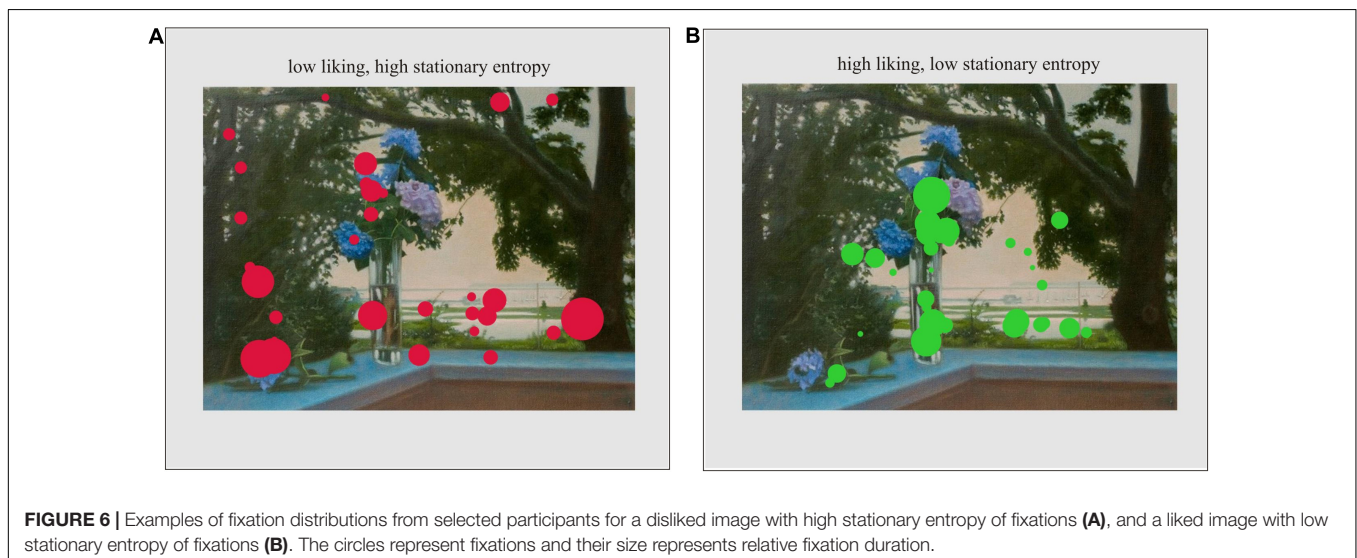 A
low liking, high stationary entropy
B
high liking, low stationary entropy
FIGURE 6 | Examples of fixation distributions from selected participants for a disliked image with high stationary entropy of fixations (A), and a liked image with low
stationary entropy of fixations (B). The circles represent fixations and their size represents relative fixation duration.